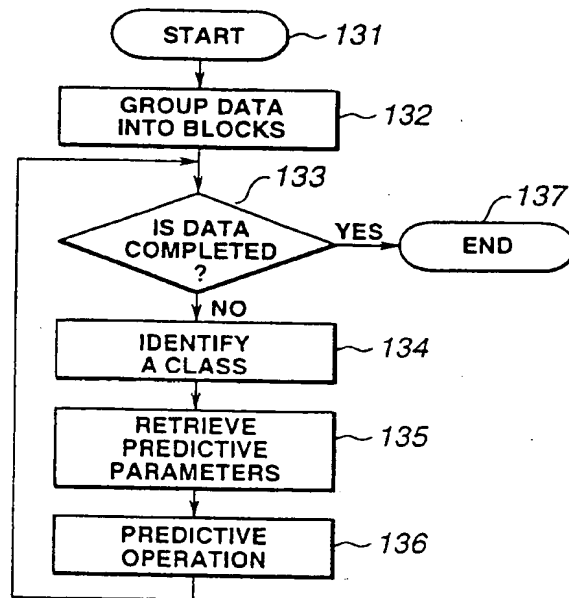 START
131
GROUP DATA
INTO BLOCKS
132
133
IS DATA
COMPLETED
?
YES
137
END
NO
IDENTIFY
A CLASS
134
RETRIEVE
PREDICTIVE
PARAMETERS
135
PREDICTIVE
OPERATION
136